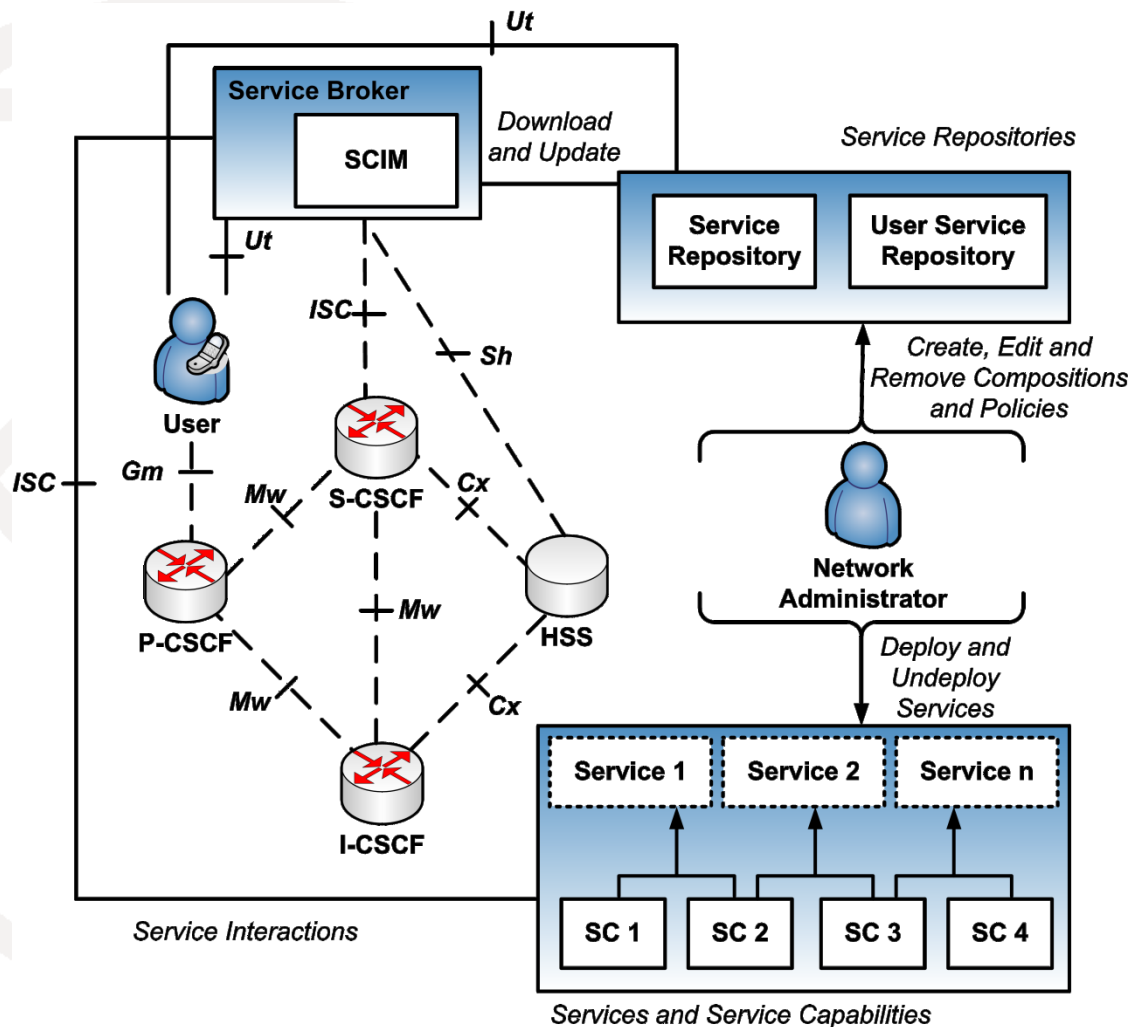 Ut
Service Broker
SCIM
Download
and Update
Service Repositories
Service
Repository
User Service
Repository
Ut
ISC
Sh
User
Create, Edit and
Remove Compositions
and Policies
Gm
ISC
Mw
S-CSCF
Cx
Network
Administrator
P-CSCF
Mw
HSS
Mw
Cx
Deploy and
Undeploy
Services
I-CSCF
Service 1
Service 2
Service n
SC 1
SC 2
SC 3
SC 4
Service Interactions
Services and Service Capabilities